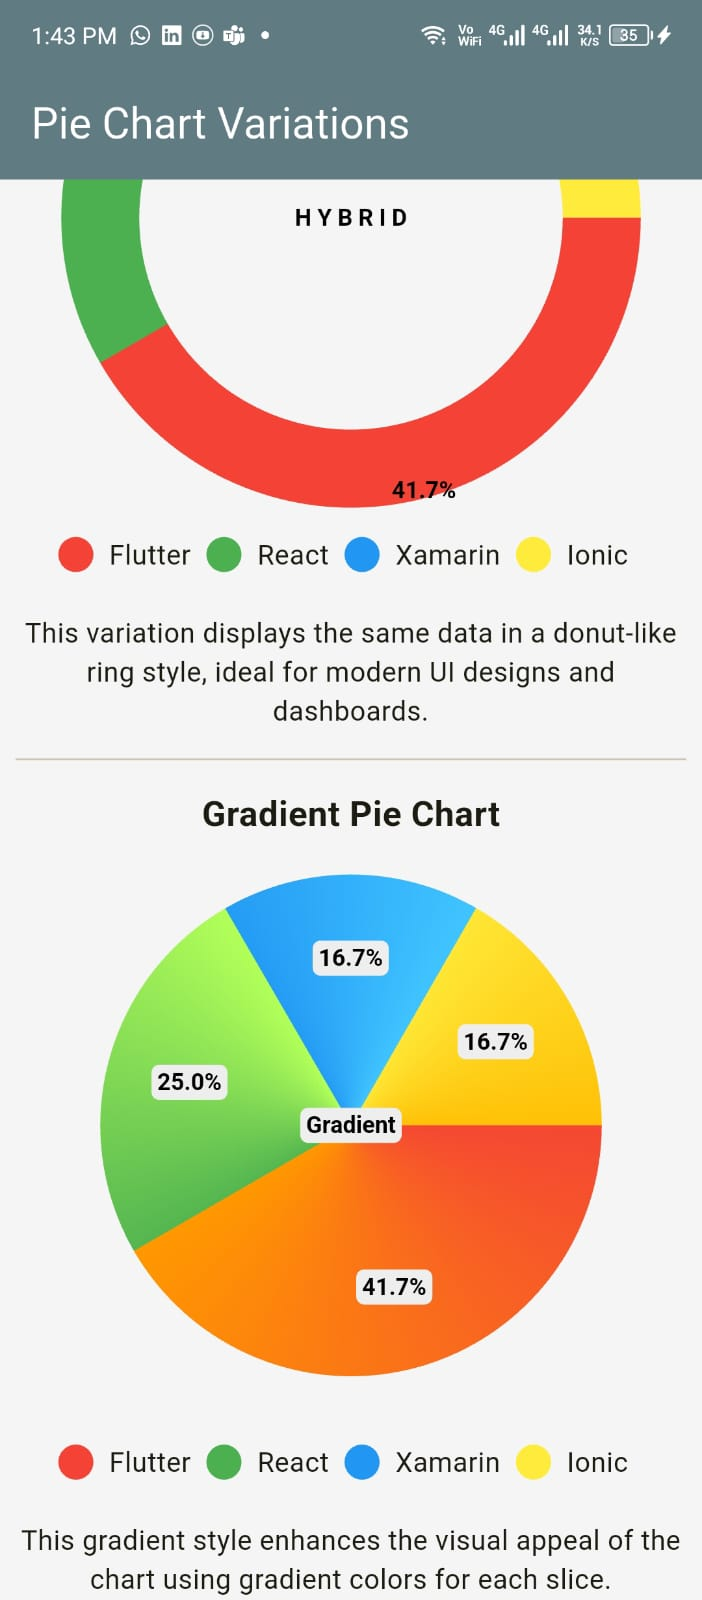 1:43 PM
Vo WiFi 4G 4G 34.1 K/S 35
Pie Chart Variations
HYBRID
41.7%
Flutter React Xamarin Ionic
This variation displays the same data in a donut-like
ring style, ideal for modern UI designs and
dashboards.
Gradient Pie Chart
16.7%
16.7%
25.0%
Gradient
41.7%
Flutter React Xamarin Ionic
This gradient style enhances the visual appeal of the
chart using gradient colors for each slice.